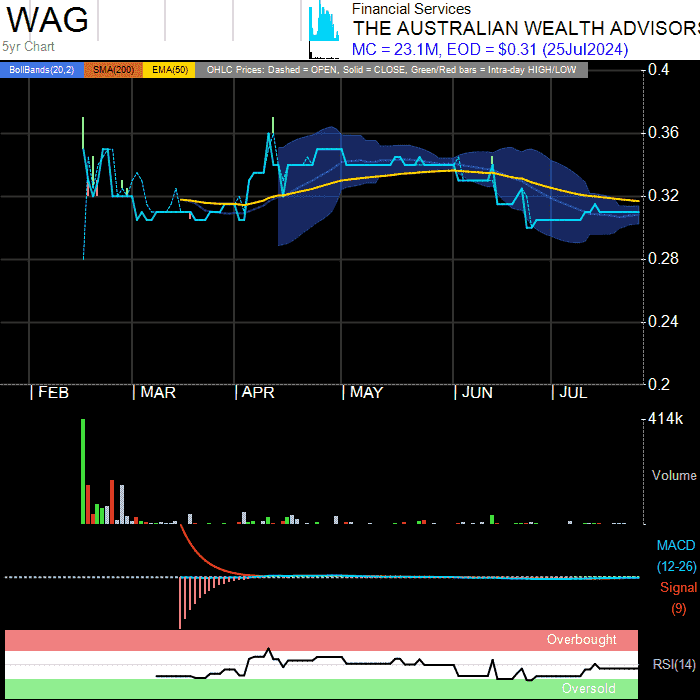 WAG
Financial Services
THE AUSTRALIAN WEALTH ADVISORS
5yr Chart
MC = 23.1M, EOD = $0.31 (25Jul2024)
BollBands(20,2) SMA(200) EMA(50) OHLC Prices: Dashed = OPEN, Solid = CLOSE, Green/Red bars = Intra-day HIGH/LOW
0.4
0.36
0.32
0.28
0.24
0.2
FEB MAR APR MAY JUN JUL
414k
Volume
MACD
(12-26)
Signal
(9)
Overbought
RSI(14)
Oversold